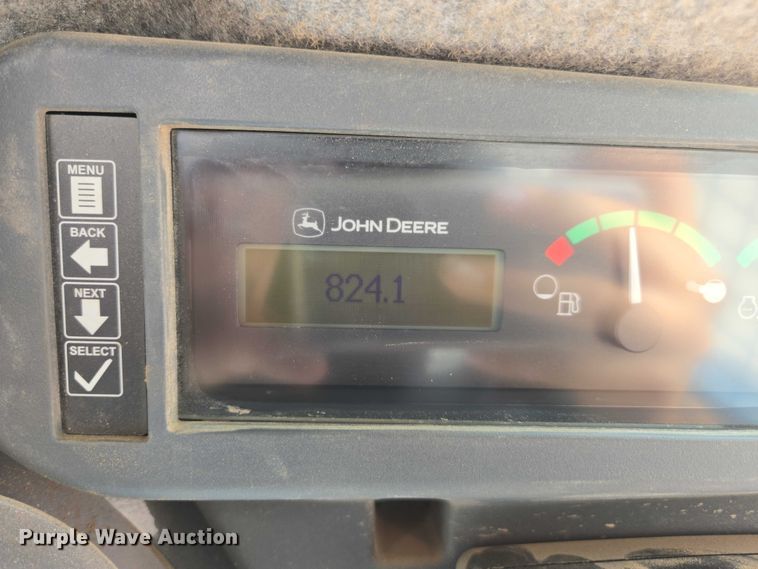 MENU
BACK
NEXT
SELECT
JOHN DEERE
824.1
Purple Wave Auction